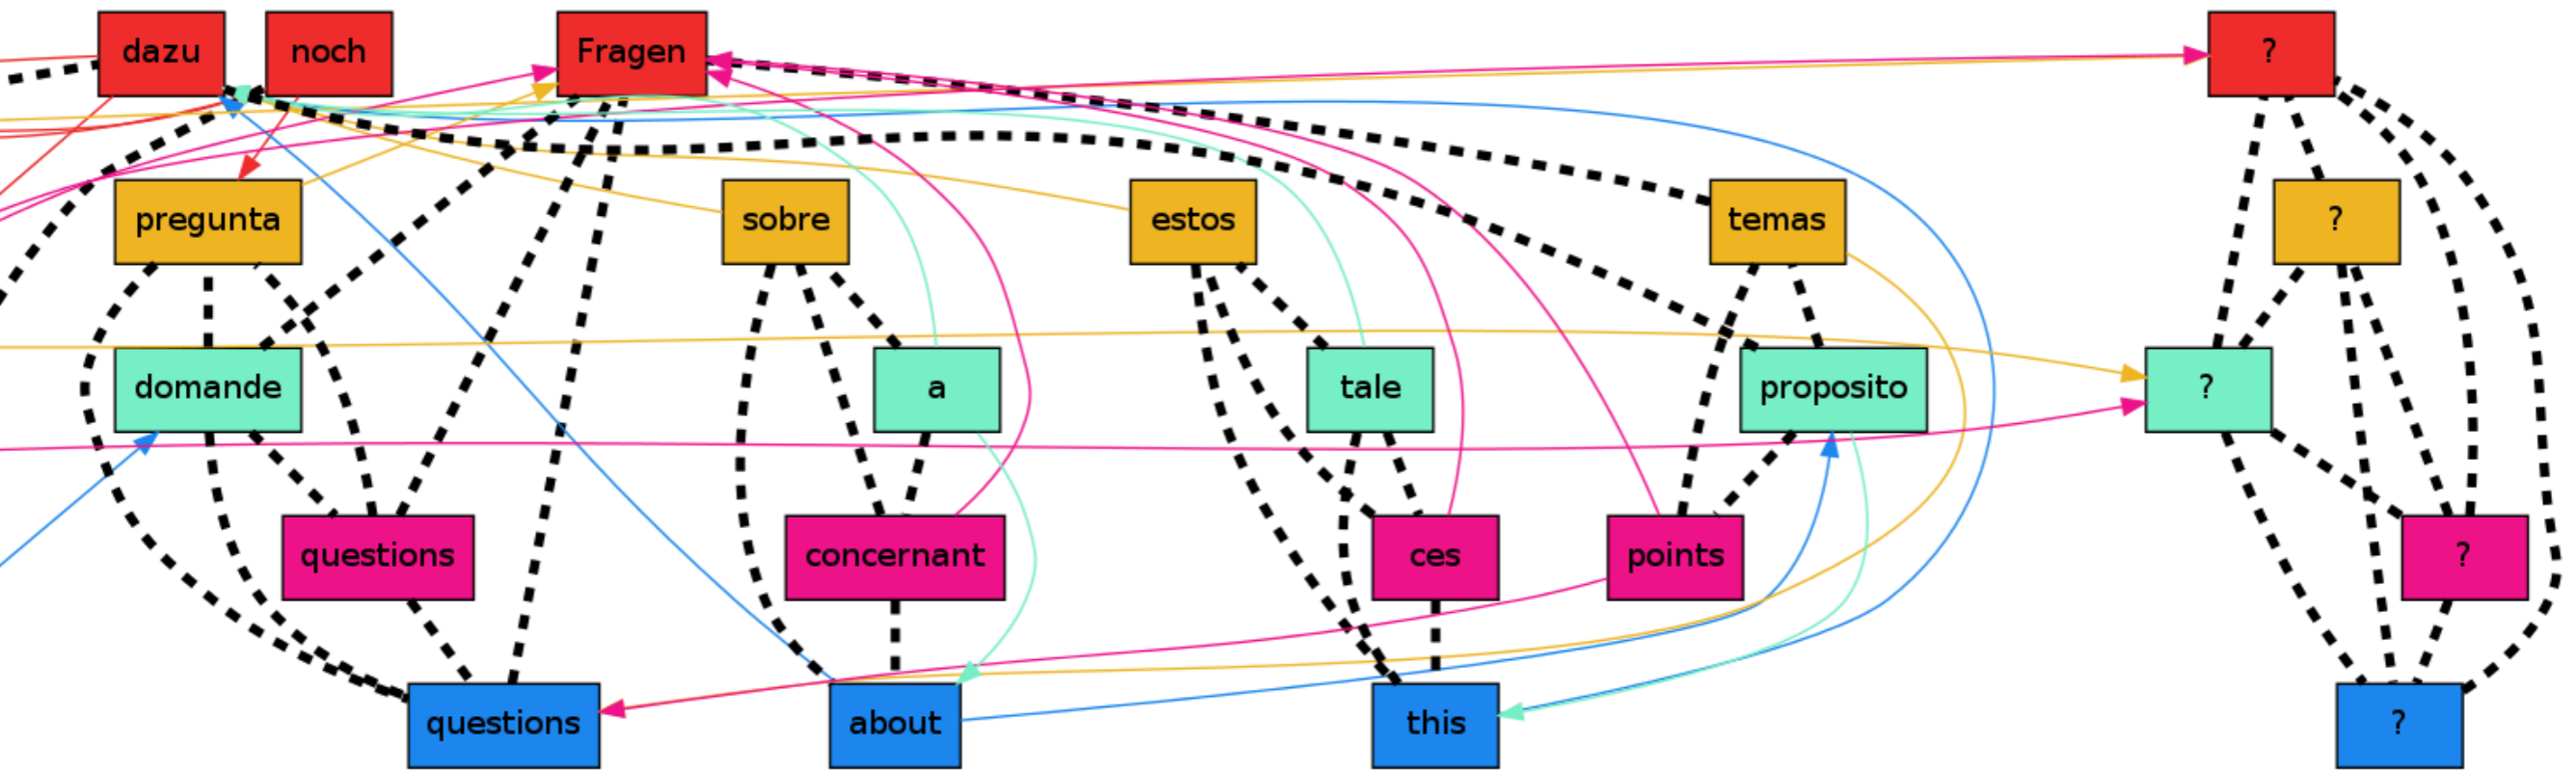 dazu noch Fragen ?
pregunta sobre estos temas ?
domande a tale proposito ?
questions concernant ces points ?
questions about this ?